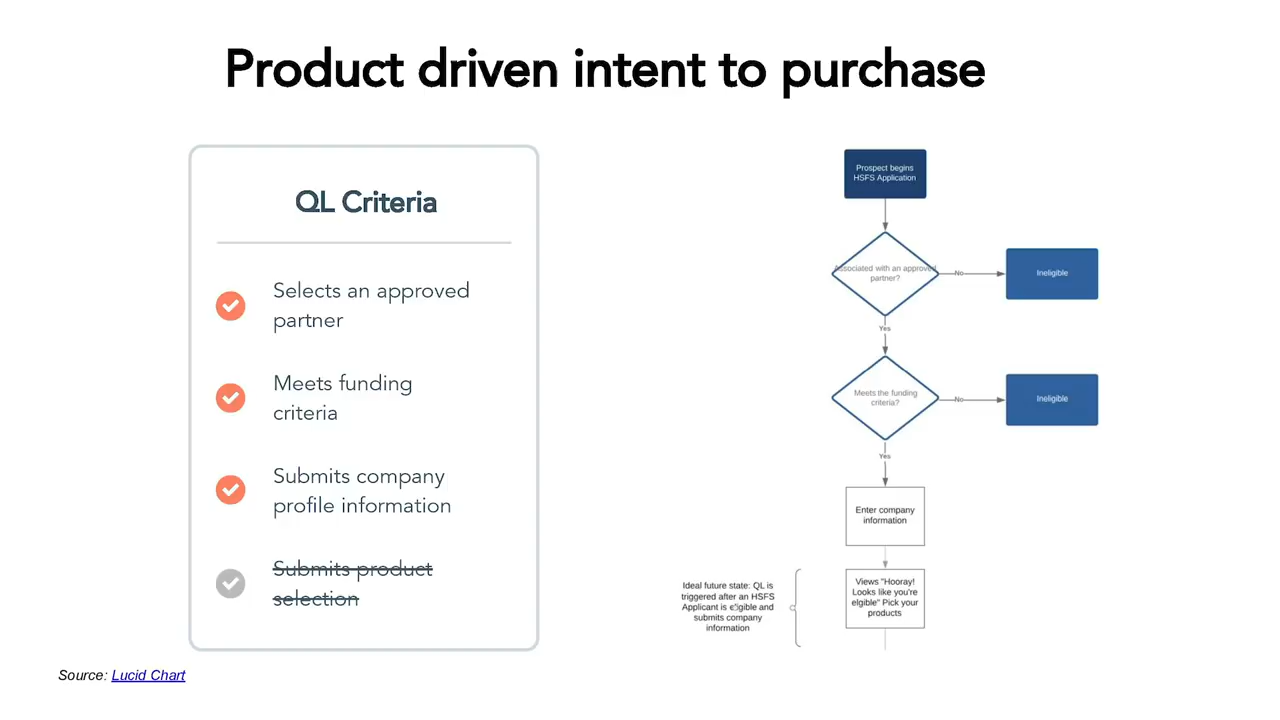 Product driven intent to purchase
QL Criteria
Selects an approved
partner
Meets funding
criteria
Submits company
profile information
Submits product
selection
Source: Lucid Chart
Prospect begins
HSFS Application
Associated with an approved
partner?
No
Ineligible
Yes
Meets the funding
criteria?
No
Ineligible
Yes
Enter company
information
Views "Hooray!
Looks like you're
elgible" Pick your
products
Ideal future state: QL is
triggered after an HSFS
Applicant is eligible and
submits company
information